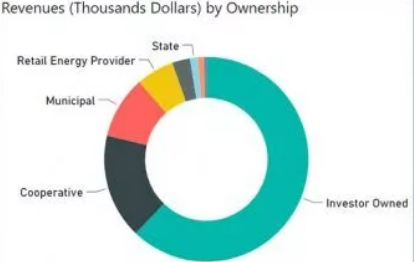 Revenues (Thousands Dollars) by Ownership
State
Retail Energy Provider
Municipal
Cooperative
Investor Owned